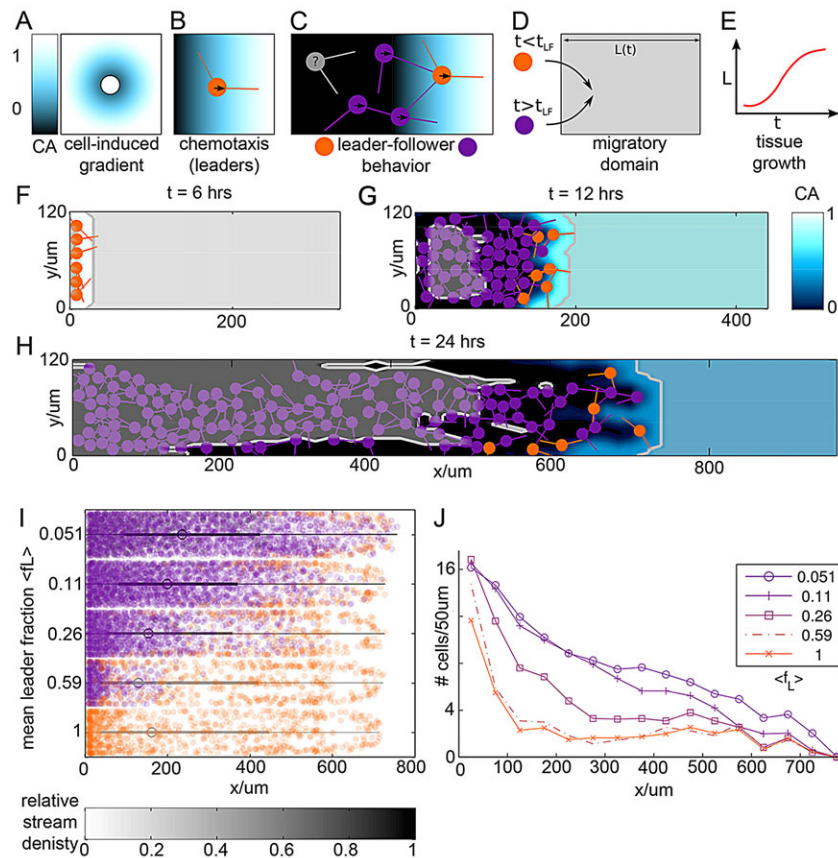 A
B
C
D
E
1
0
CA
cell-induced
gradient
chemotaxis
(leaders)
?
leader-follower
behavior
t<tLF
t>tLF
L(t)
migratory
domain
L
t
tissue
growth
F
t = 6 hrs
G
t = 12 hrs
CA
120
y/um
0
0
200
120
y/um
0
0
200
400
1
0
H
t = 24 hrs
120
y/um
0
0
200
400
x/um
600
800
I
mean leader fraction <fL>
0.051
0.11
0.26
0.59
1
0
200
400
600
800
x/um
relative
stream
denisty
0
0.2
0.4
0.6
0.8
1
J
# cells/50um
16
4
0
0
100
200
300
400
500
600
700
x/um
0.051
0.11
0.26
0.59
1
<fL>